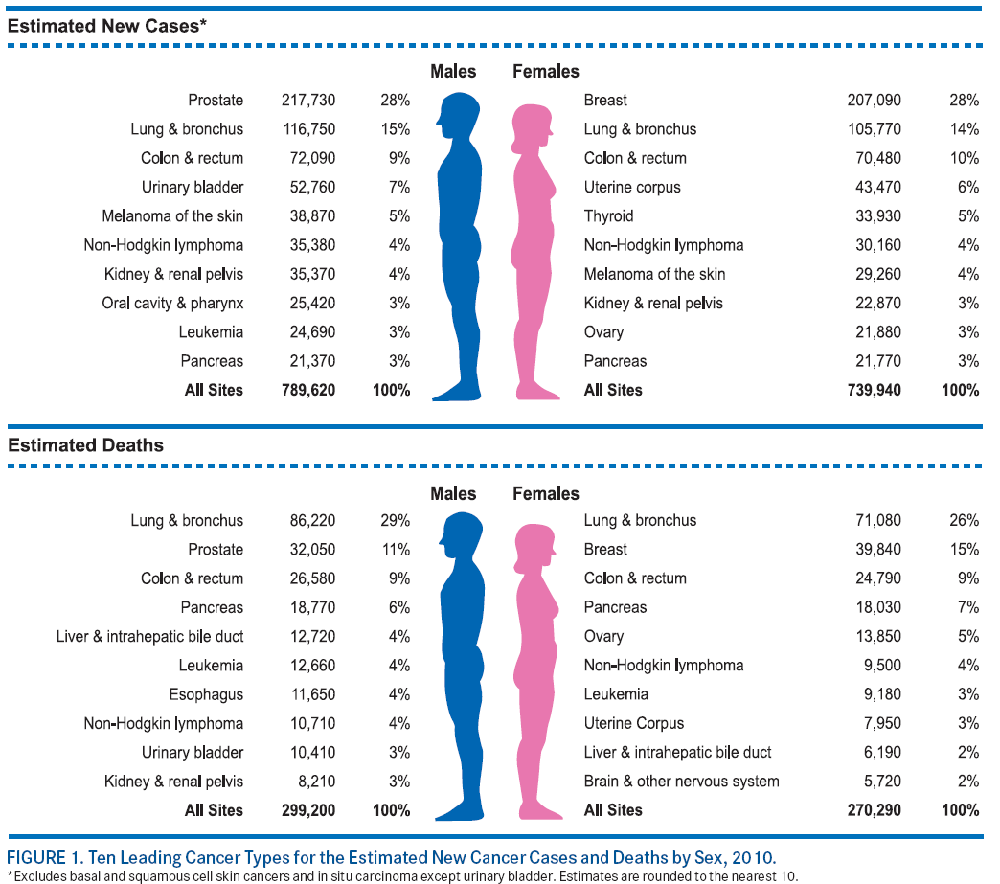 Estimated New Cases*
Males Females
Prostate 217,730 28% Breast 207,090 28%
Lung & bronchus 116,750 15% Lung & bronchus 105,770 14%
Colon & rectum 72,090 9% Colon & rectum 70,480 10%
Urinary bladder 52,760 7% Uterine corpus 43,470 6%
Melanoma of the skin 38,870 5% Thyroid 33,930 5%
Non-Hodgkin lymphoma 35,380 4% Non-Hodgkin lymphoma 30,160 4%
Kidney & renal pelvis 35,370 4% Melanoma of the skin 29,260 4%
Oral cavity & pharynx 25,420 3% Kidney & renal pelvis 22,870 3%
Leukemia 24,690 3% Ovary 21,880 3%
Pancreas 21,370 3% Pancreas 21,770 3%
All Sites 789,620 100% All Sites 739,940 100%
Estimated Deaths
Males Females
Lung & bronchus 86,220 29% Lung & bronchus 71,080 26%
Prostate 32,050 11% Breast 39,840 15%
Colon & rectum 26,580 9% Colon & rectum 24,790 9%
Pancreas 18,770 6% Pancreas 18,030 7%
Liver & intrahepatic bile duct 12,720 4% Ovary 13,850 5%
Leukemia 12,660 4% Non-Hodgkin lymphoma 9,500 4%
Esophagus 11,650 4% Leukemia 9,180 3%
Non-Hodgkin lymphoma 10,710 4% Uterine Corpus 7,950 3%
Urinary bladder 10,410 3% Liver & intrahepatic bile duct 6,190 2%
Kidney & renal pelvis 8,210 3% Brain & other nervous system 5,720 2%
All Sites 299,200 100% All Sites 270,290 100%
FIGURE 1. Ten Leading Cancer Types for the Estimated New Cancer Cases and Deaths by Sex, 2010.
*Excludes basal and squamous cell skin cancers and in situ carcinoma except urinary bladder. Estimates are rounded to the nearest 10.